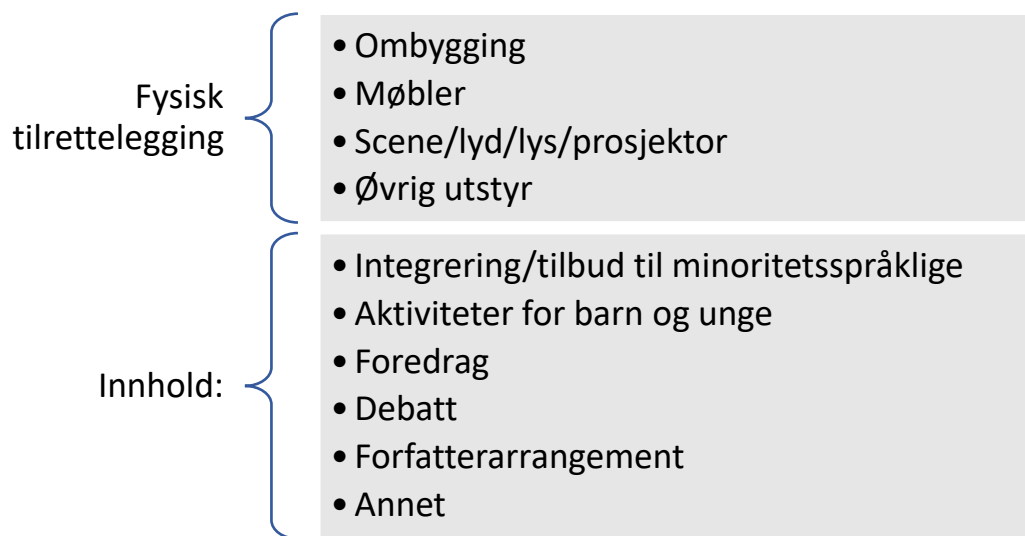 Fysisk
tilrettelegging
• Ombygging
• Møbler
• Scene/lyd/lys/prosjektor
• Øvrig utstyr
Innhold:
• Integrering/tilbud til minoritetsspråklige
• Aktiviteter for barn og unge
• Foredrag
• Debatt
• Forfatterarrangement
• Annet